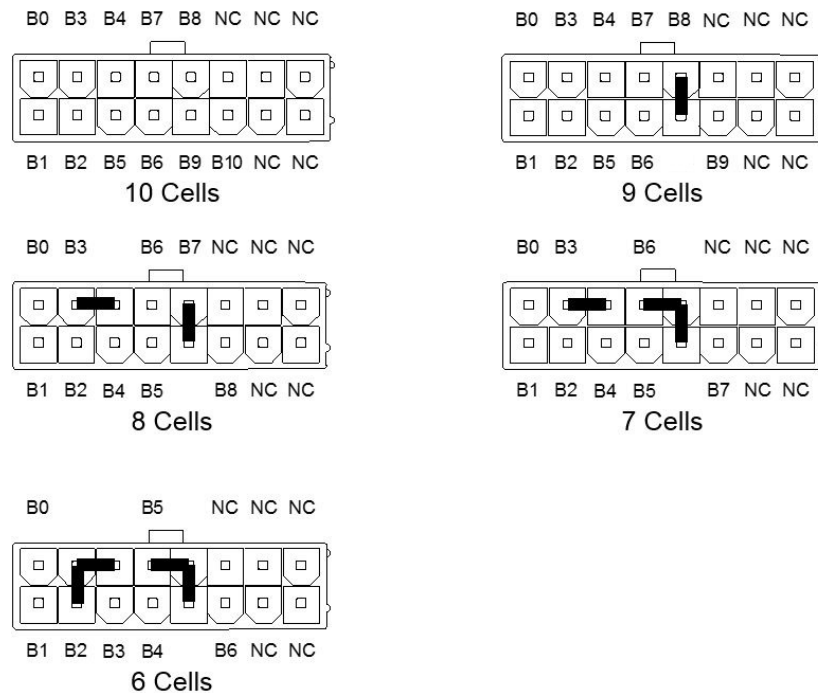 B0 B3 B4 B7 B8 NC NC NC
B1 B2 B5 B6 B9 B10 NC NC
10 Cells
B0 B3 B4 B7 B8 NC NC NC
B1 B2 B5 B6 B9 NC NC
9 Cells
B0 B3 B6 B7 NC NC NC
B1 B2 B4 B5 B8 NC NC
8 Cells
B0 B3 B6 NC NC NC
B1 B2 B4 B5 B7 NC NC
7 Cells
B0 B5 NC NC NC
B1 B2 B3 B4 B6 NC NC
6 Cells